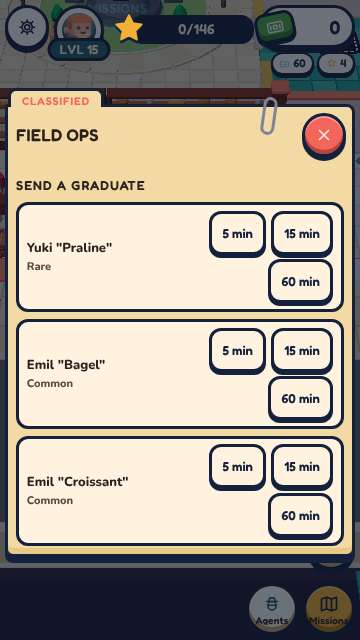 MISSIONS
LVL 15
0/146
0
60
4
CLASSIFIED
FIELD OPS
SEND A GRADUATE
Yuki "Praline"
Rare
5 min
15 min
60 min
Emil "Bagel"
Common
5 min
15 min
60 min
Emil "Croissant"
Common
5 min
15 min
60 min
Agents
Missions